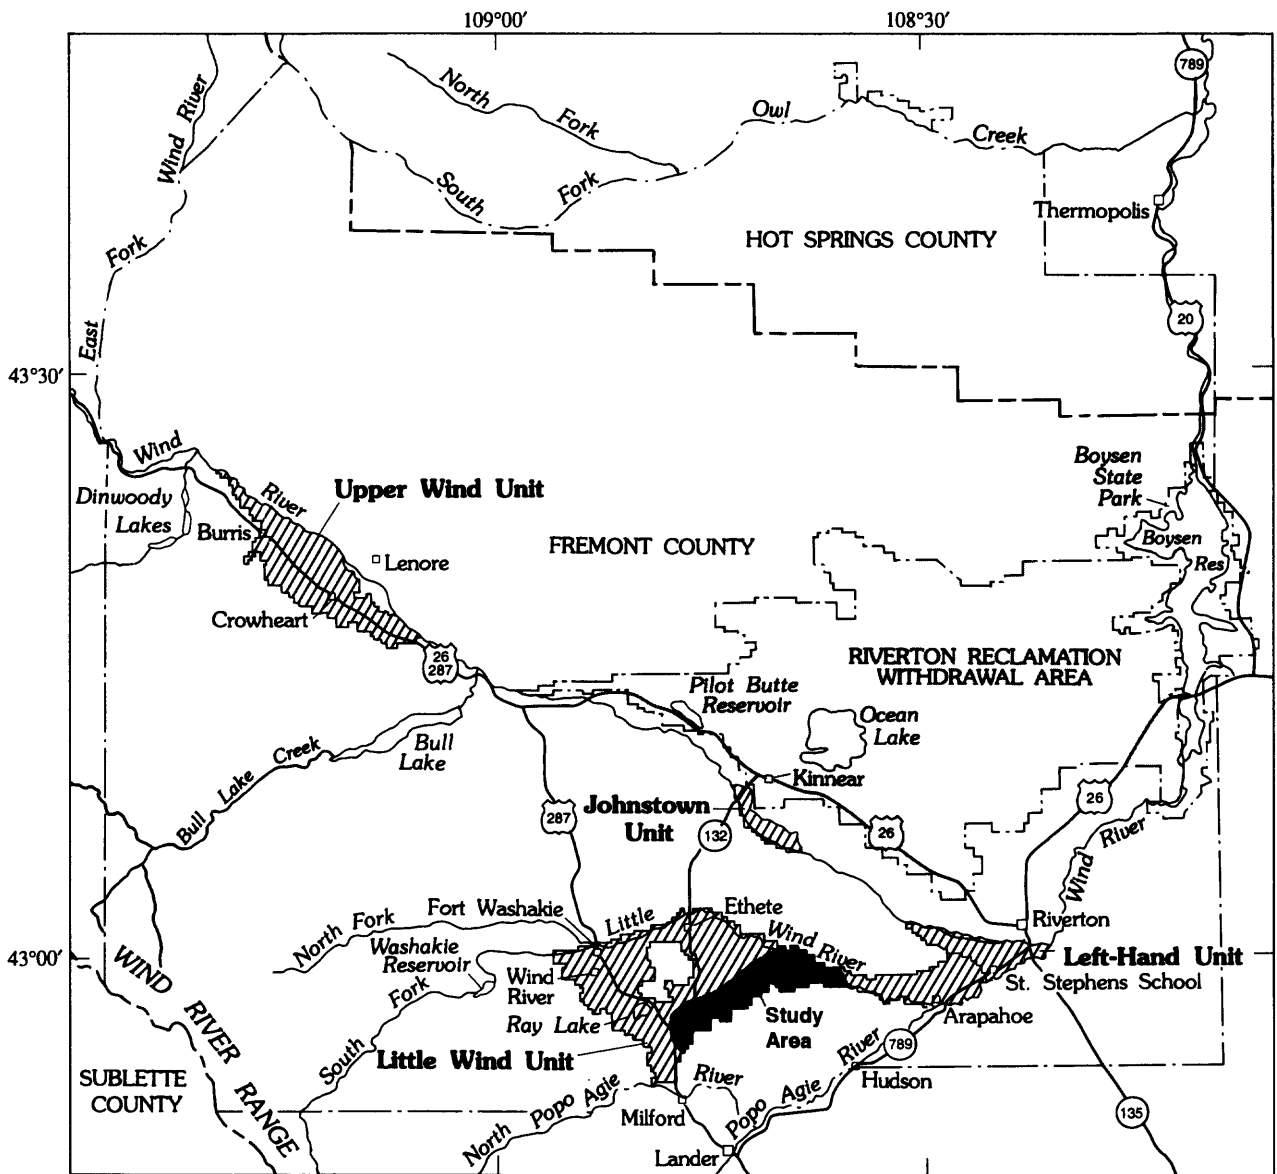 109°00′
108°30′
789
North
Fork
Owl
Creek
Wind River
South
Fork
Thermopolis
HOT SPRINGS COUNTY
Fork
East
20
43°30′
Wind
River
Upper Wind Unit
Boysen
State
Park
Dinwoody
Lakes
Burris
Lenore
FREMONT COUNTY
Boysen
Res
Crowheart
26
287
RIVERTON RECLAMATION
WITHDRAWAL AREA
Pilot Butte
Reservoir
Ocean
Lake
Bull
Lake
Bull Lake Creek
Kinnear
Johnstown
Unit
287
132
26
26
Wind River
Fort Washakie
Little
Ethete
Wind River
Riverton
North Fork
Washakie
Reservoir
43°00′
Wind
River
Left-Hand Unit
St. Stephens School
South Fork
Ray Lake
Study
Area
Arapahoe
Little Wind Unit
789
WIND RIVER RANGE
SUBLETTE
COUNTY
Hudson
North Popo Agie River
Popo Agie River
Milford
Lander
135